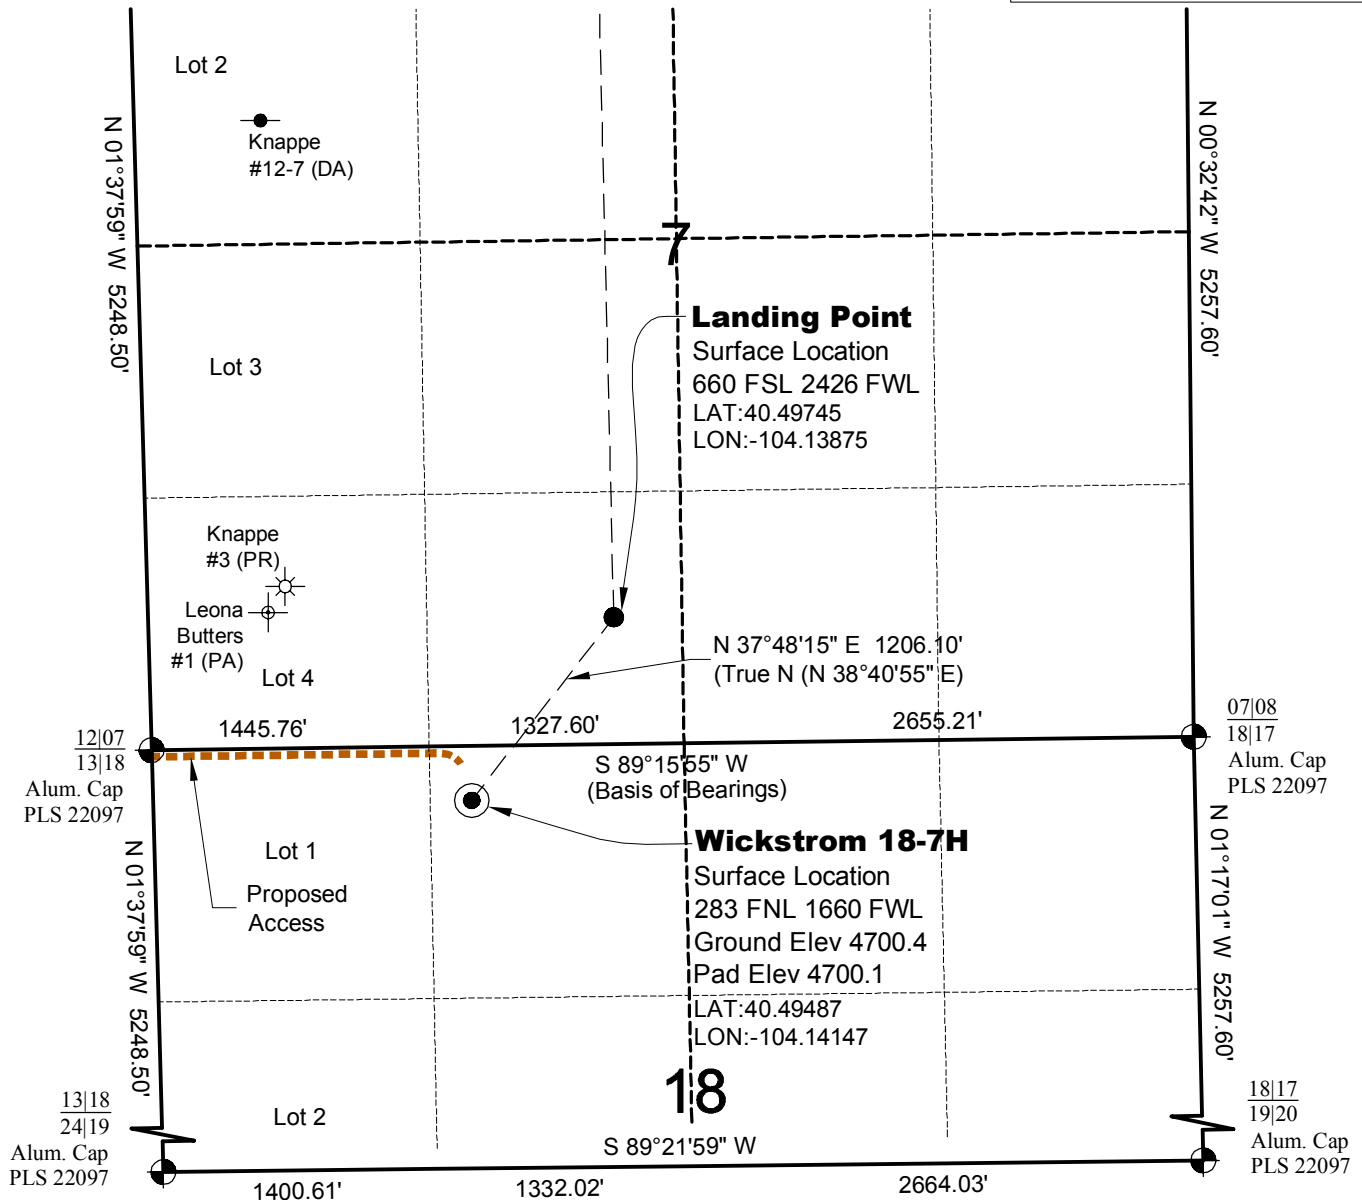 Lot 2
Knappe
#12-7 (DA)
N 01°37'59" W 5248.50'
N 00°32'42" W 5257.60'
7
Landing Point
Surface Location
660 FSL 2426 FWL
LAT:40.49745
LON:-104.13875
Lot 3
Knappe
#3 (PR)
Leona
Butters
#1 (PA)
Lot 4
N 37°48'15" E 1206.10'
(True N (N 38°40'55" E)
1445.76'
1327.60'
2655.21'
12|07
13|18
Alum. Cap
PLS 22097
07|08
18|17
Alum. Cap
PLS 22097
S 89°15'55" W
(Basis of Bearings)
Wickstrom 18-7H
Surface Location
283 FNL 1660 FWL
Ground Elev 4700.4
Pad Elev 4700.1
LAT:40.49487
LON:-104.14147
Lot 1
Proposed
Access
N 01°37'59" W 5248.50'
N 01°17'01" W 5257.60'
18
Lot 2
13|18
24|19
Alum. Cap
PLS 22097
18|17
19|20
Alum. Cap
PLS 22097
S 89°21'59" W
1400.61'
1332.02'
2664.03'